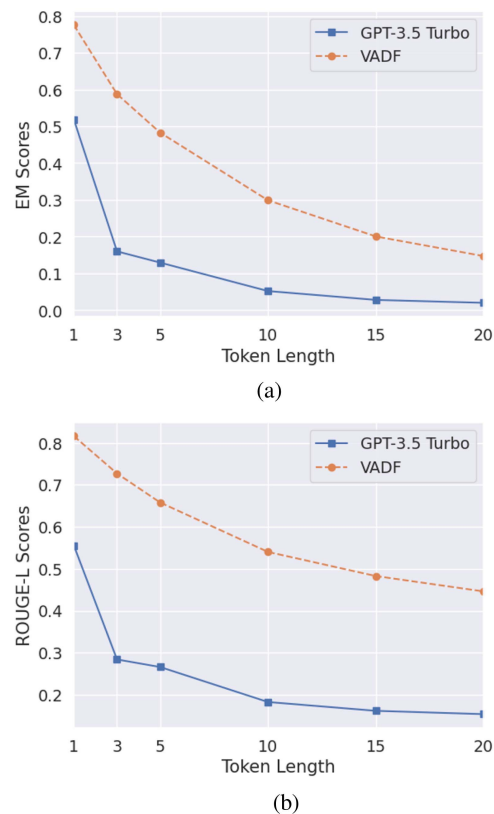 0.8
0.7
0.6
0.5
0.4
0.3
0.2
0.1
0.0
EM Scores
GPT-3.5 Turbo
VADF
1 3 5 10 15 20
Token Length
(a)
0.8
0.7
0.6
0.5
0.4
0.3
0.2
ROUGE-L Scores
GPT-3.5 Turbo
VADF
1 3 5 10 15 20
Token Length
(b)